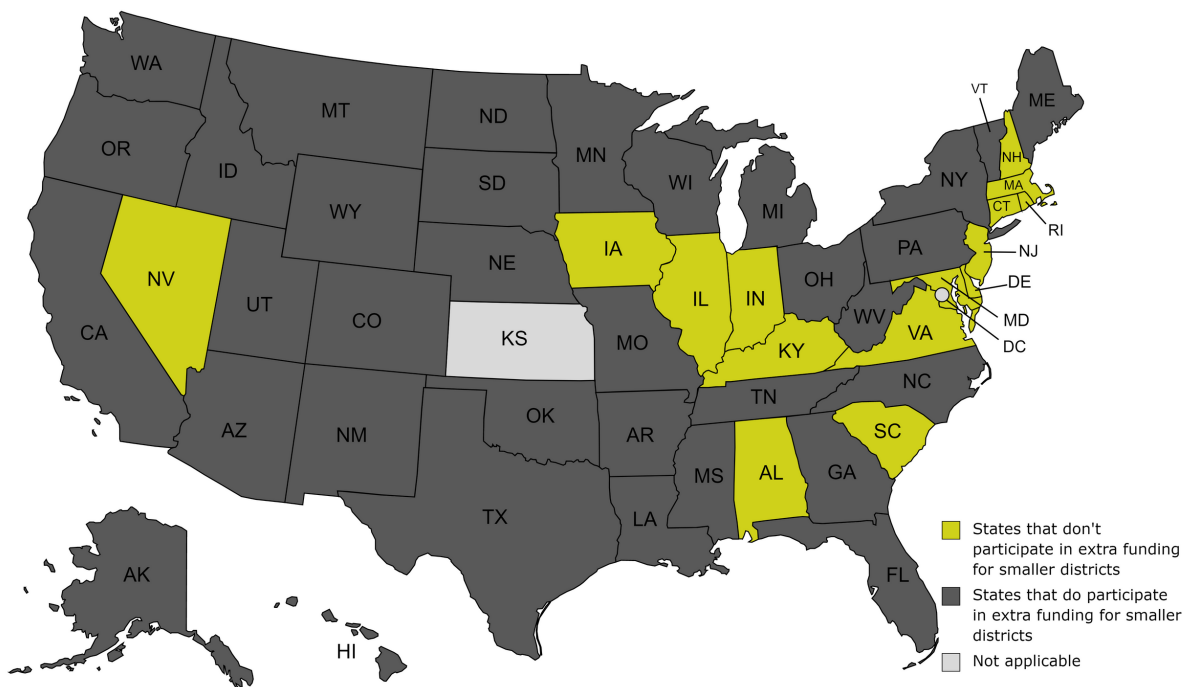 WA
OR
CA
NV
ID
MT
WY
UT
AZ
CO
NM
ND
SD
NE
KS
OK
TX
MN
IA
MO
AR
LA
WI
IL
MI
IN
OH
KY
TN
MS
AL
GA
FL
SC
NC
VA
WV
PA
NY
VT
ME
NH
MA
CT
RI
NJ
DE
MD
DC
AK
HI
States that don't
participate in extra funding
for smaller districts
States that do participate
in extra funding for smaller
districts
Not applicable